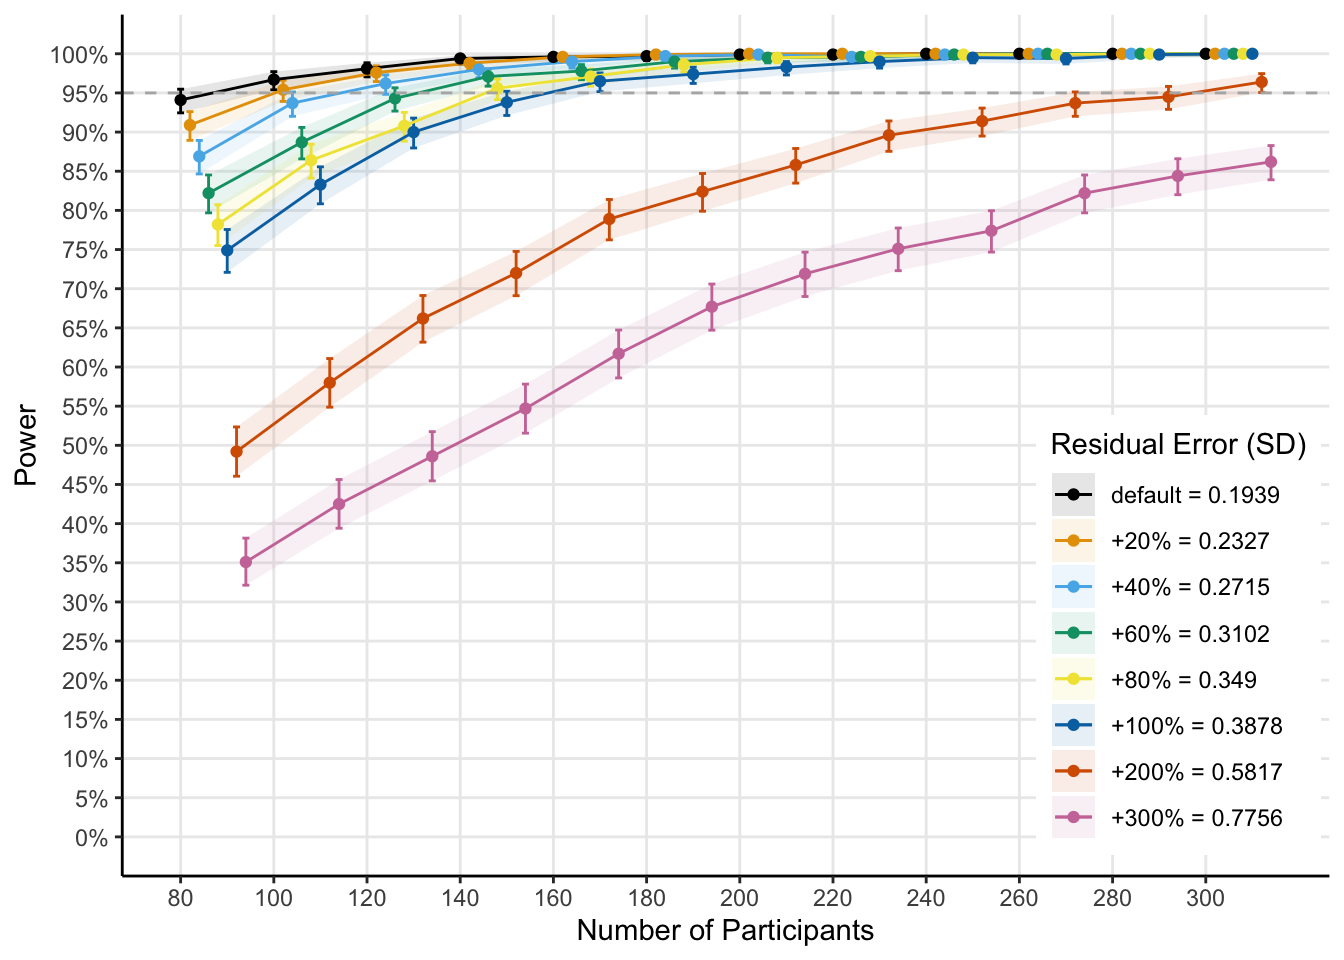 100%
95%
90%
85%
80%
75%
70%
65%
60%
55%
50%
45%
40%
35%
30%
25%
20%
15%
10%
5%
0%
Power
Residual Error (SD)
default = 0.1939
+20% = 0.2327
+40% = 0.2715
+60% = 0.3102
+80% = 0.349
+100% = 0.3878
+200% = 0.5817
+300% = 0.7756
80 100 120 140 160 180 200 220 240 260 280 300
Number of Participants